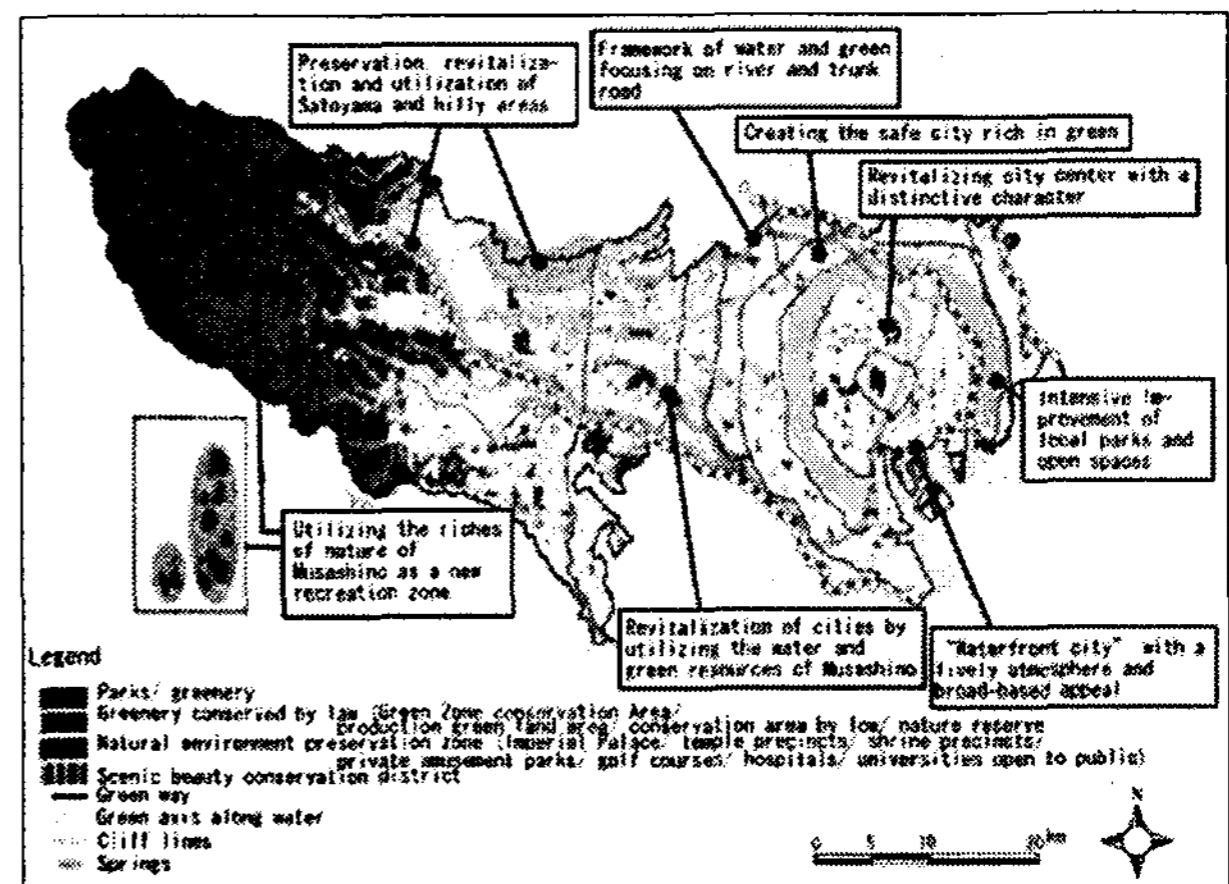 Preservation, revitaliza-
tion and utilization of
Satoyama and hilly areas
Framework of water and green
focusing on river and trunk
road
Creating the safe city rich in green
Revitalizing city center with a
distinctive character
Intensive im-
provement of
local parks and
open spaces
Utilizing the riches
of nature of
Musashino as a new
recreation zone
Revitalization of cities by
utilizing the water and
green resources of Musashino
"Waterfront city" with a
lively atmosphere and
broad-based appeal
Legend
Parks/ greenery
Greenery conserved by law (Green Zone conservation Area/
production green land area/ conservation area by low/ nature reserve
Natural environment preservation zone (Imperial Palace/ temple precincts/ shrine precincts/
private amusement parks/ golf courses/ hospitals/ universities open to public)
Scenic beauty conservation district
Green way
Green axis along water
Cliff lines
Springs
N
0 5 10 20 km